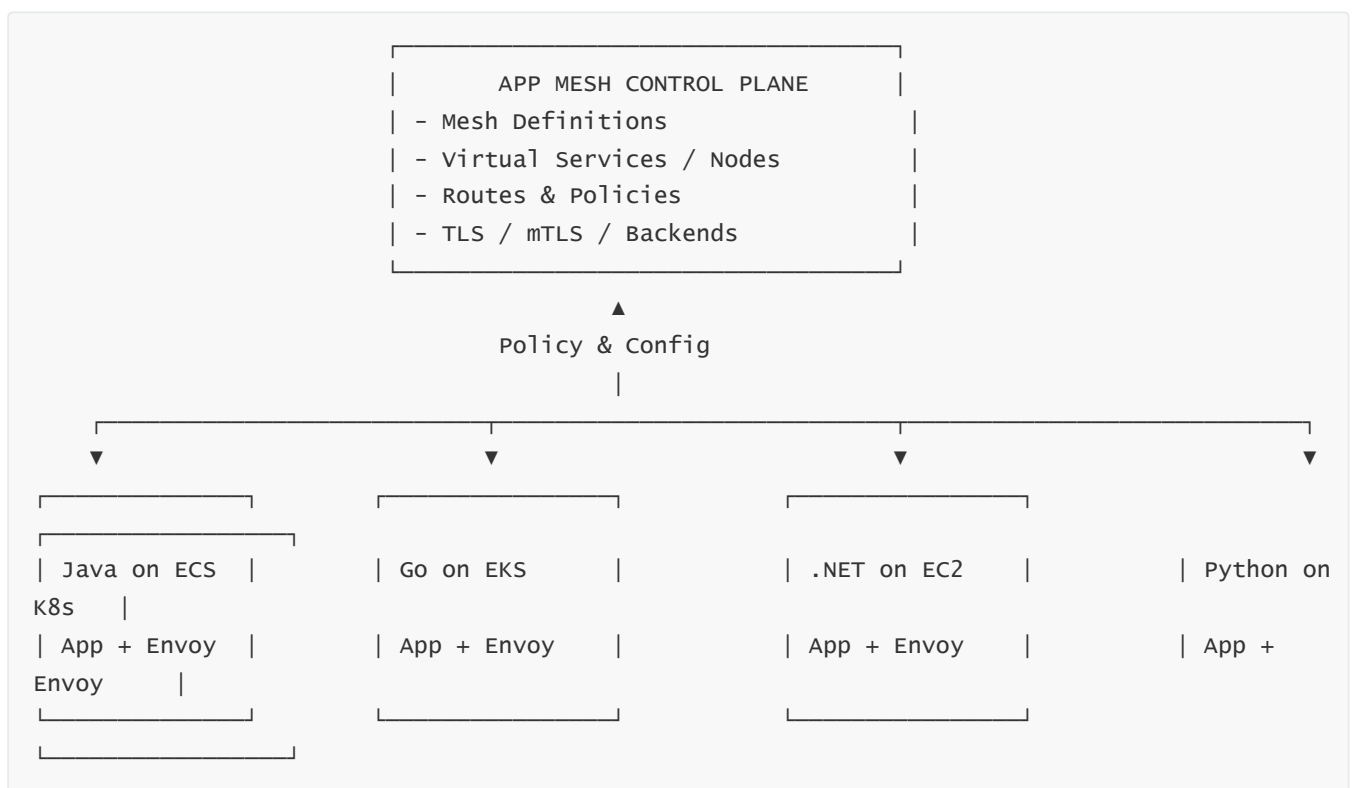 APP MESH CONTROL PLANE
- Mesh Definitions
- Virtual Services / Nodes
- Routes & Policies
- TLS / mTLS / Backends
Policy & Config
Java on ECS Go on EKS .NET on EC2 Python on
K8s
App + Envoy App + Envoy App + Envoy App +
Envoy